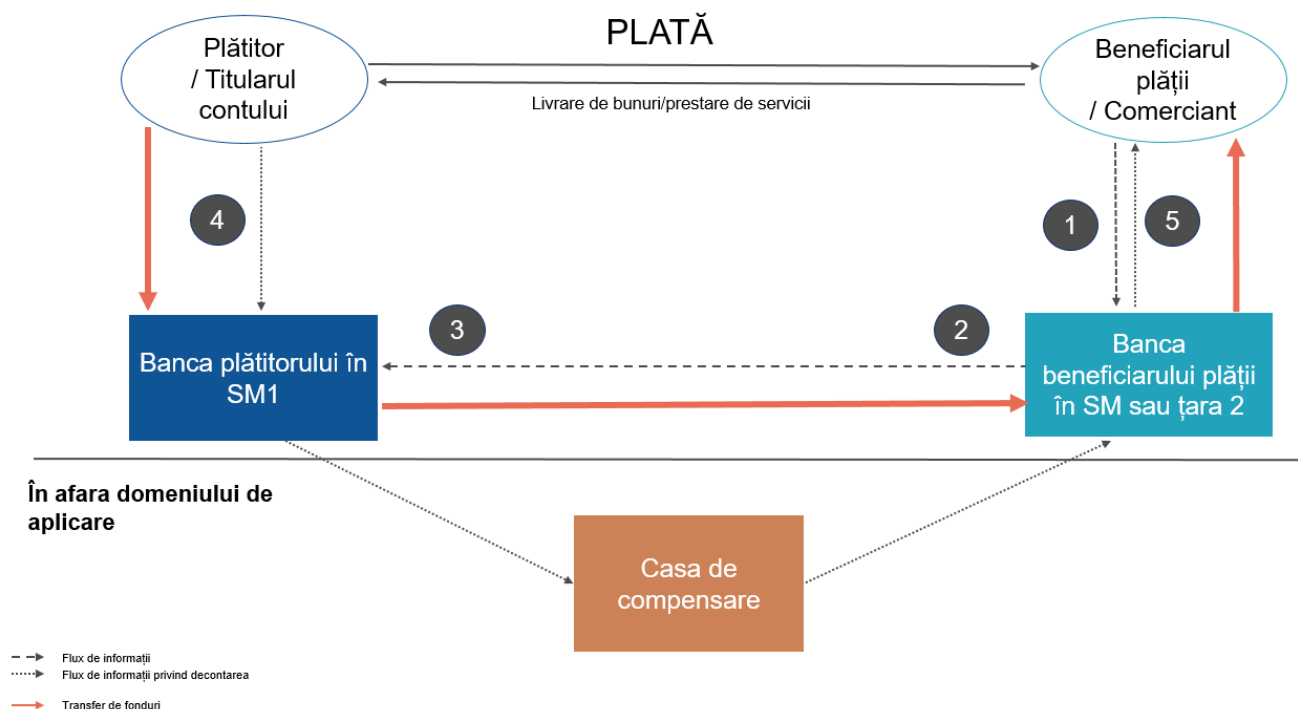 PLATĂ
Plătitor
/ Titularul
contului
Beneficiarul
plății
/ Comerciant
Livrare de bunuri/prestare de servicii
4
1
5
3
2
Banca plătitorului în
SM1
Banca
beneficiarului plății
în SM sau țara 2
În afara domeniului de
aplicare
Casa de
compensare
Flux de informații
Flux de informații privind decontarea
Transfer de fonduri